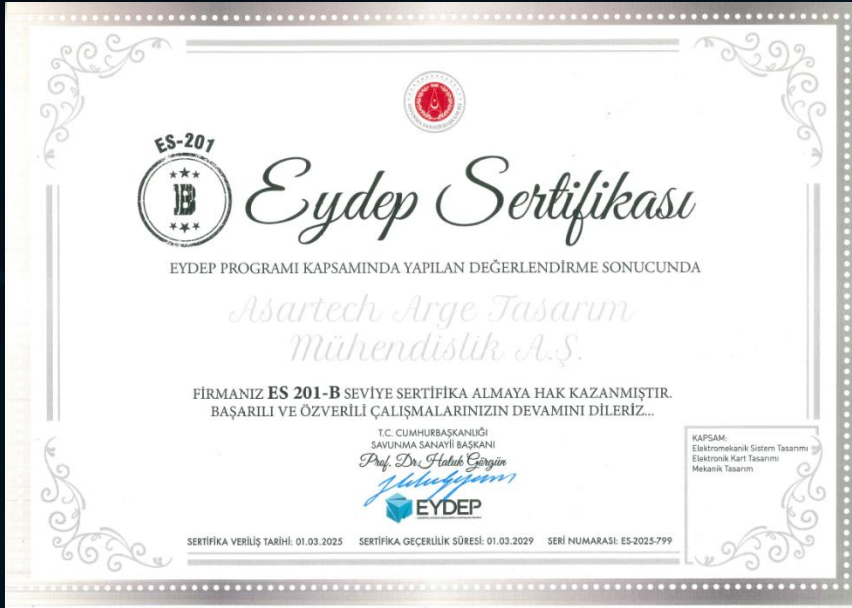 ES-201
B
Eydep Sertifikası
EYDEP PROGRAMI KAPSAMINDA YAPILAN DEĞERLENDİRME SONUCUNDA
Asartech Arge Tasarım
Mühendislik A.Ş.
FİRMANIZ ES 201-B SEVİYE SERTİFİKA ALMAYA HAK KAZANMIŞTIR.
BAŞARILI VE ÖZVERİLİ ÇALIŞMALARINIZIN DEVAMINI DİLERİZ...
T.C. CUMHURBAŞKANLIĞI
SAVUNMA SANAYİİ BAŞKANI
Prof. Dr. Haluk Görgün
EYDEP
KAPSAM:
Elektromekanik Sistem Tasarımı
Elektronik Kart Tasarımı
Mekanik Tasarım
SERTİFİKA VERİLİŞ TARİHİ: 01.03.2025 SERTİFİKA GEÇERLİLİK SÜRESİ: 01.03.2029 SERİ NUMARASI: ES-2025-799